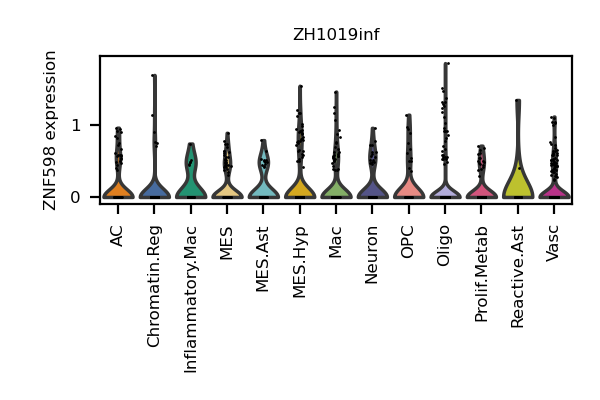 ZH1019inf
ZNF598 expression
1
0
AC
Chromatin.Reg
Inflammatory.Mac
MES
MES.Ast
MES.Hyp
Mac
Neuron
OPC
Oligo
Prolif.Metab
Reactive.Ast
Vasc